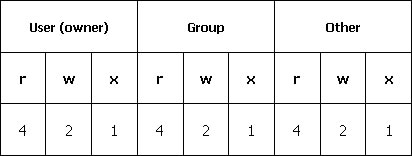 User (owner) Group Other
r w x r w x r w x
4 2 1 4 2 1 4 2 1